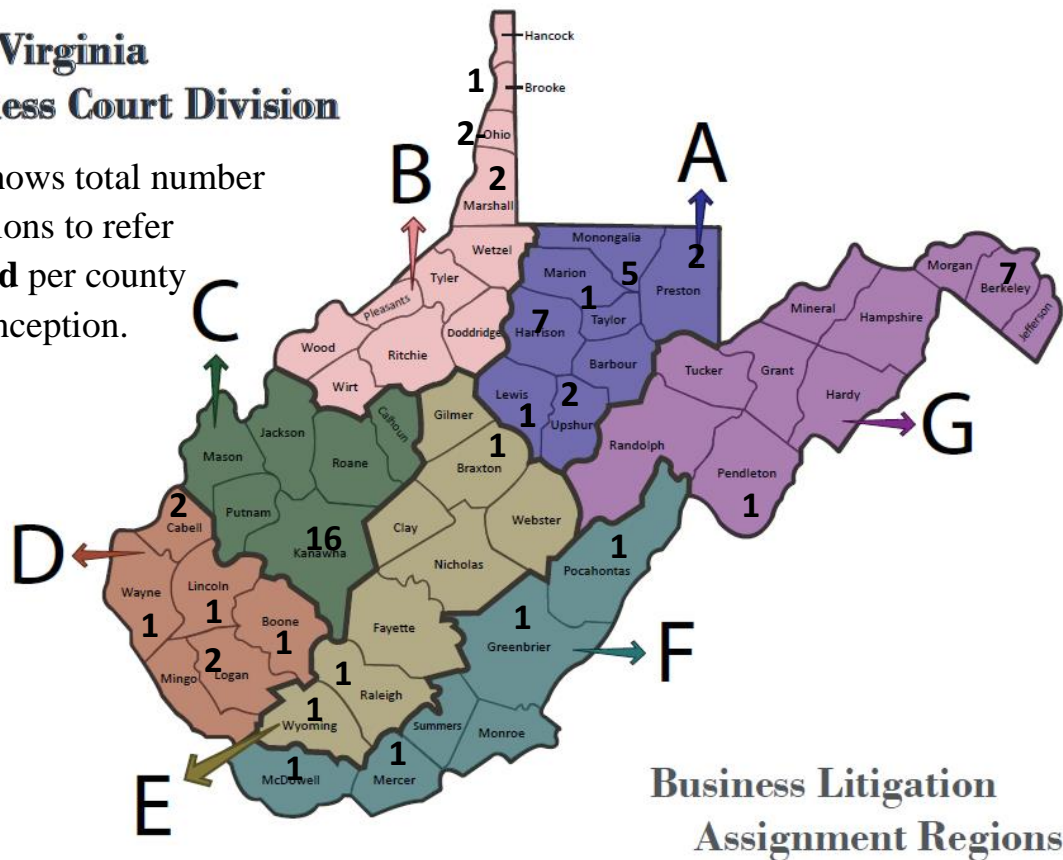 Virginia
ess Court Division
hows total number
ions to refer
d per county
nception.
Hancock
1
Brooke
2
Ohio
2
Marshall
A
B
C
D
E
F
G
Wetzel
Tyler
Pleasants
Doddridge
Wood
Ritchie
Wirt
Monongalia
5
2
Preston
Marion
1
Taylor
7
Harrison
Barbour
Lewis
1
2
Upshur
Morgan
7
Berkeley
Jefferson
Mineral
Hampshire
Tucker
Grant
Hardy
Randolph
Pendleton
1
Jackson
Calhoun
Mason
Roane
Putnam
16
Kanawha
Gilmer
1
Braxton
Clay
Webster
Nicholas
Fayette
1
Raleigh
1
Wyoming
2
Cabell
Wayne
1
Lincoln
1
Boone
1
Mingo
2
Logan
1
Pocahontas
1
Greenbrier
Summers
Monroe
1
McDowell
1
Mercer
Business Litigation
Assignment Regions